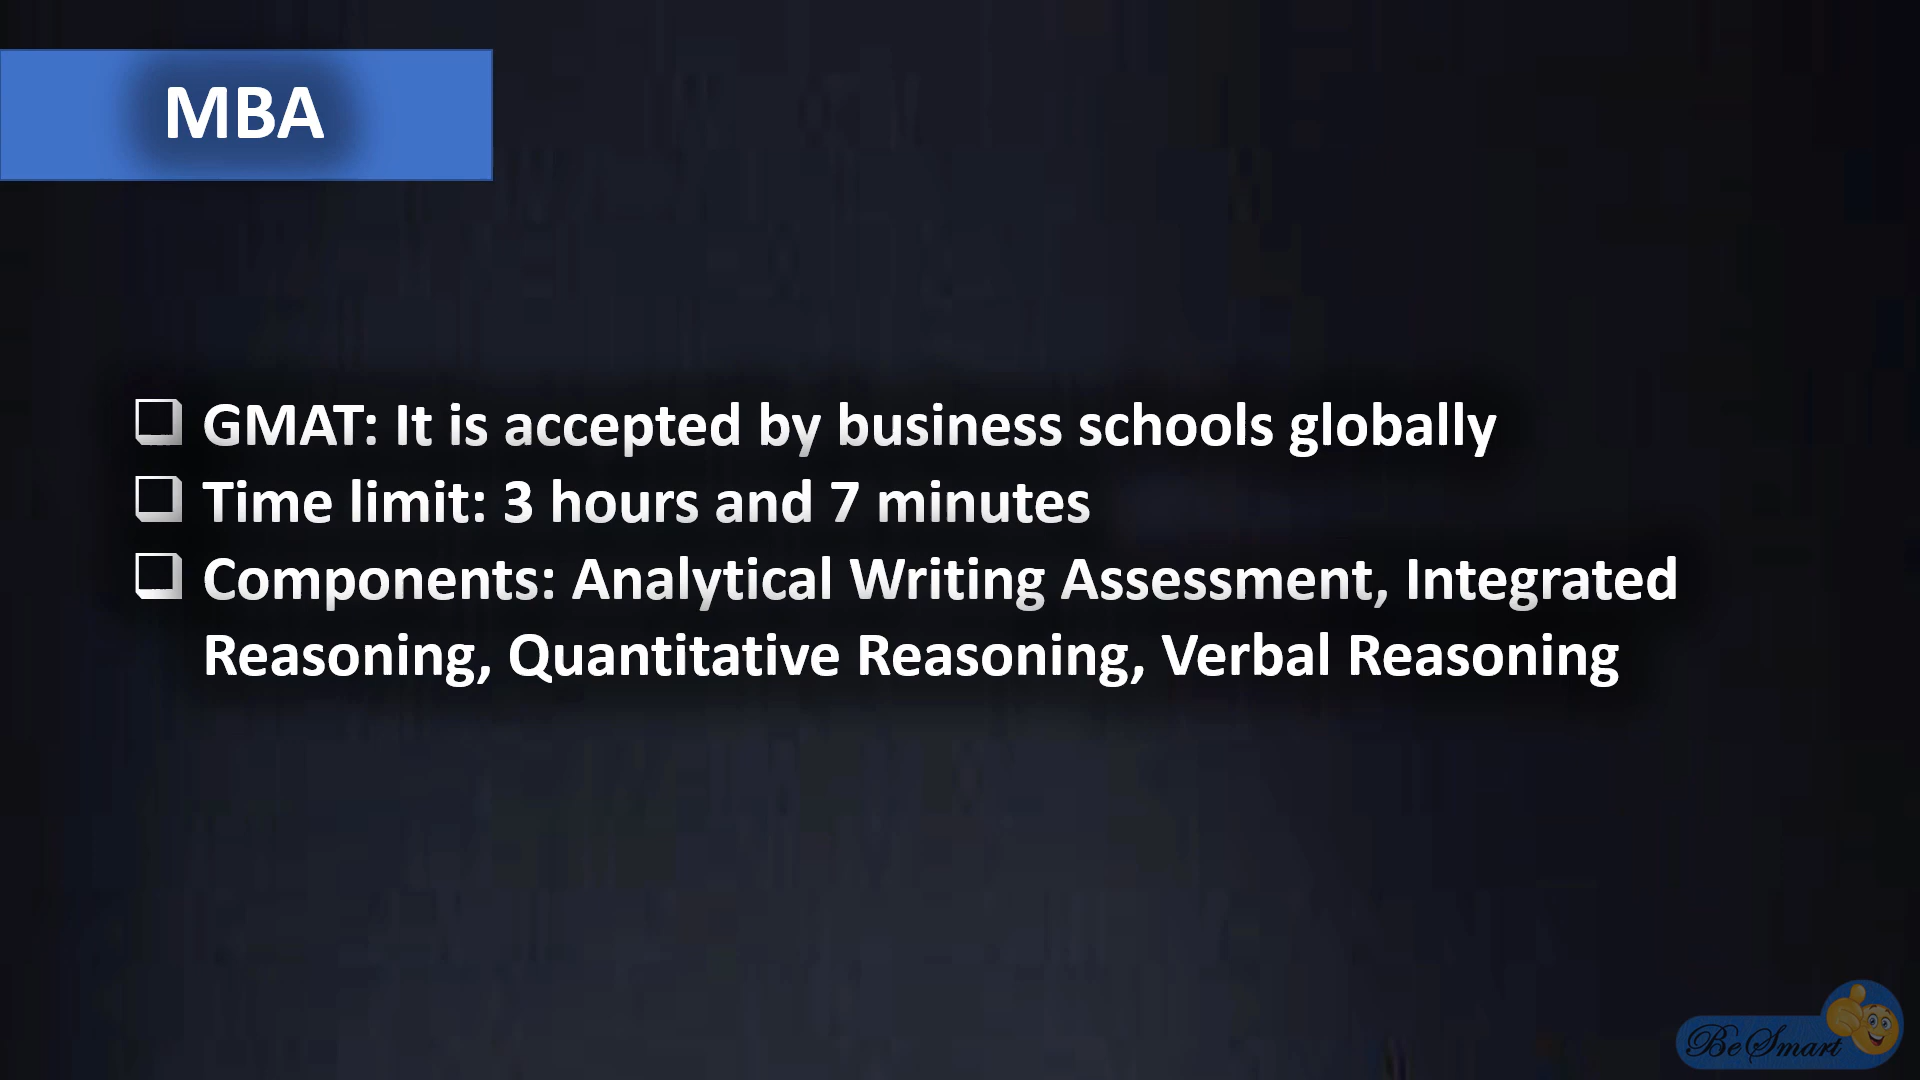 MBA
GMAT: It is accepted by business schools globally
Time limit: 3 hours and 7 minutes
Components: Analytical Writing Assessment, Integrated
Reasoning, Quantitative Reasoning, Verbal Reasoning
BeSmart